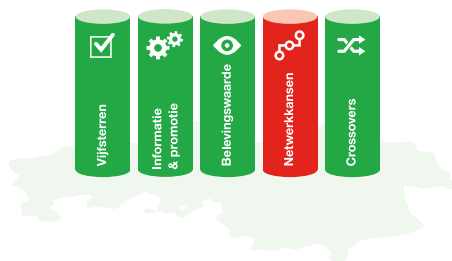 Vijfsterren
Informatie
& promotie
Belevingswaarde
Netwerkkansen
Crossovers